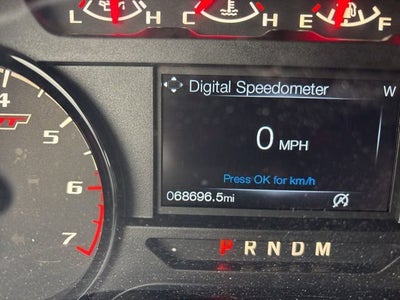 L H C H E F
Digital Speedometer W
4
5
0 MPH
6
Press OK for km/h
068696.5mi
7
P R N D M